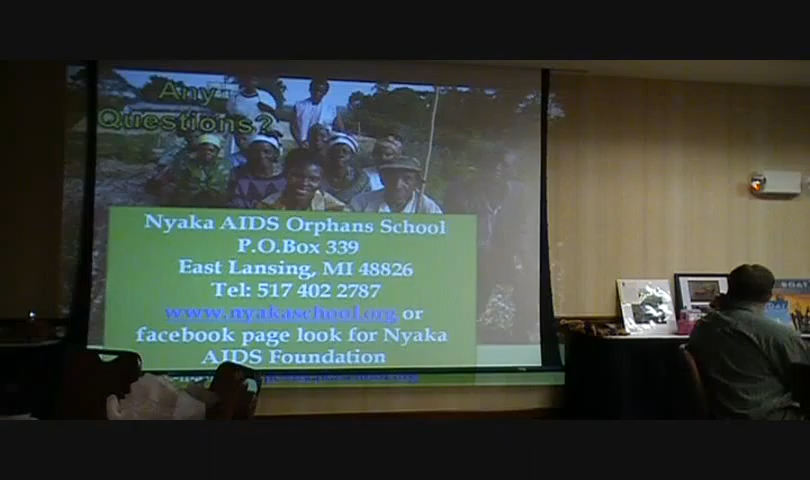 Any
Questions?
Nyaka AIDS Orphans School
P.O.Box 339
East Lansing, MI 48826
Tel: 517 402 2787
www.nyakaschool.org or
facebook page look for Nyaka
AIDS Foundation
BOAT